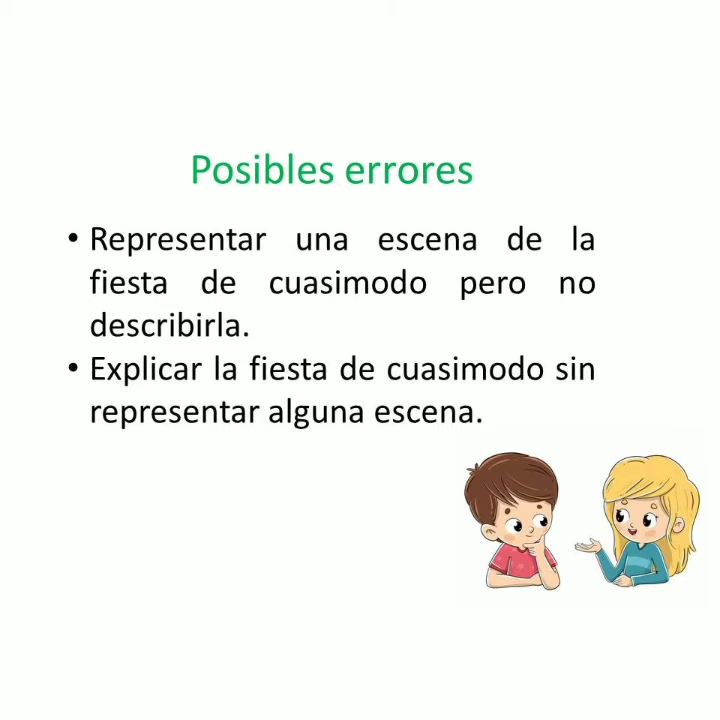 Posibles errores
• Representar una escena de la
fiesta de cuasimodo pero no
describirla.
• Explicar la fiesta de cuasimodo sin
representar alguna escena.